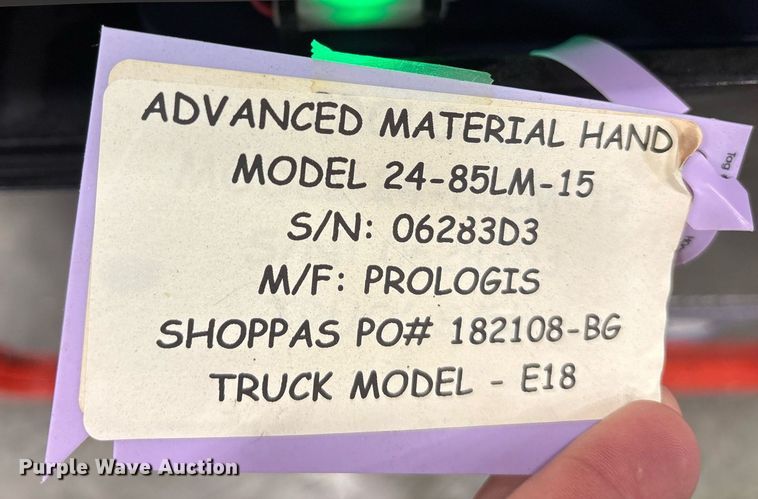 ADVANCED MATERIAL HAND
MODEL 24-85LM-15
S/N: 06283D3
M/F: PROLOGIS
SHOPPAS PO# 182108-BG
TRUCK MODEL - E18
Tag
Purple Wave Auction